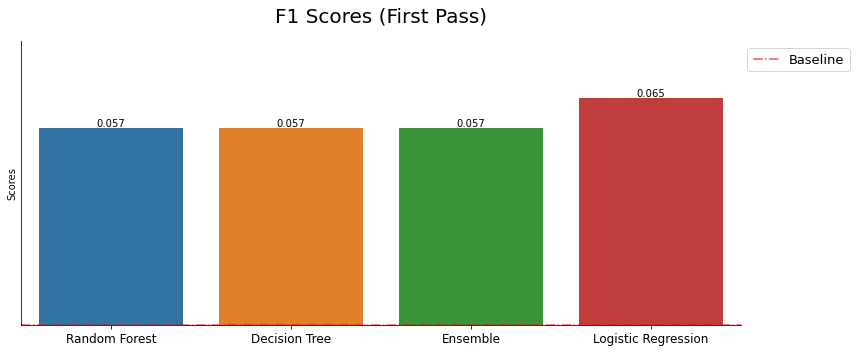 F1 Scores (First Pass)
Baseline
0.065
0.057
0.057
0.057
Scores
Random Forest
Decision Tree
Ensemble
Logistic Regression